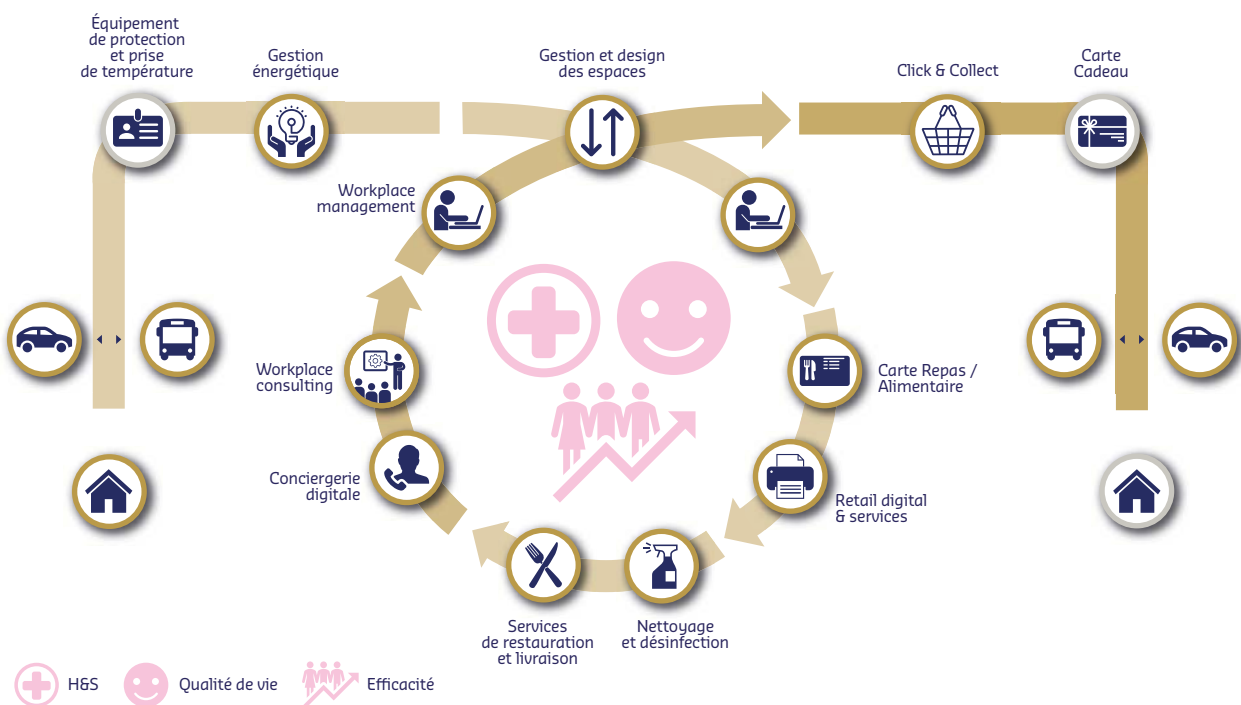 Équipement
de protection
et prise
de température
Gestion
énergétique
Gestion et design
des espaces
Click & Collect
Carte
Cadeau
Workplace
management
Workplace
consulting
Carte Repas /
Alimentaire
Conciergerie
digitale
Retail digital
& services
Services
de restauration
et livraison
Nettoyage
et désinfection
H&S
Qualité de vie
Efficacité